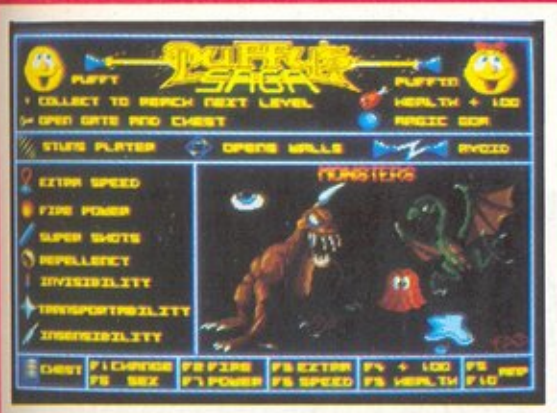 PUFFY'S SAGA
PUFFY
PUFFYN
COLLECT TO REACH NEXT LEVEL
HEALTH + 100
OPEN GATE AND CHEST
MAGIC GOM
STUNS PLAYER
OPENS WALLS
AVOID
MONSTERS
EXTRA SPEED
FIRE POWER
SUPER SHOTS
REPELLENCY
INVISIBILITY
TRANSPORTABILITY
INSENSIBILITY
CHEST
F1 CHANGE
F6 SEX
F2 FIRE
F7 POWER
F3 EXTRA
F8 SPEED
F4 + 100
F9 HEALTH
F5
F10
MAP